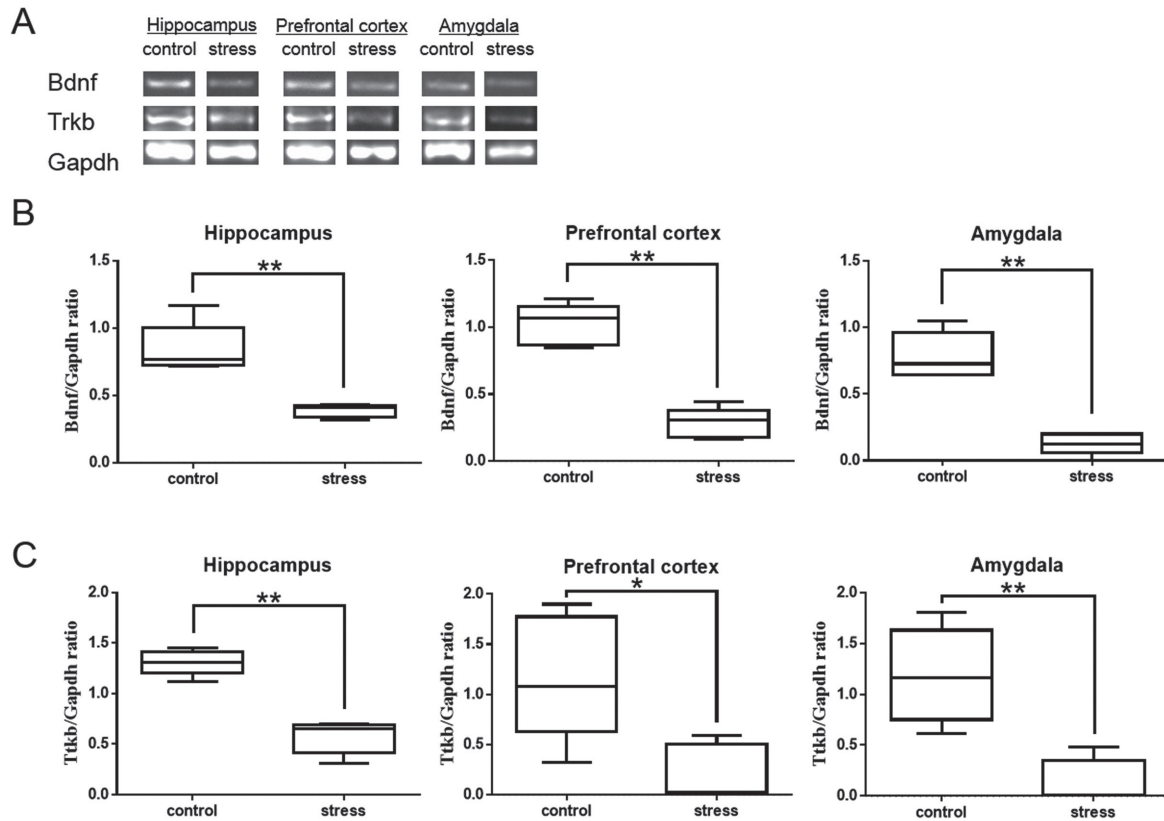 A
Hippocampus Prefrontal cortex Amygdala
control stress control stress control stress
Bdnf
Trkb
Gapdh
B
Hippocampus
Bdnf/Gapdh ratio
1.5
1.0
0.5
0.0
**
control stress
Prefrontal cortex
Bdnf/Gapdh ratio
1.5
1.0
0.5
0.0
**
control stress
Amygdala
Bdnf/Gapdh ratio
1.5
1.0
0.5
0.0
**
control stress
C
Hippocampus
Ttkb/Gapdh ratio
2.0
1.5
1.0
0.5
0.0
**
control stress
Prefrontal cortex
Ttkb/Gapdh ratio
2.0
1.5
1.0
0.5
0.0
*
control stress
Amygdala
Ttkb/Gapdh ratio
2.0
1.5
1.0
0.5
0.0
**
control stress